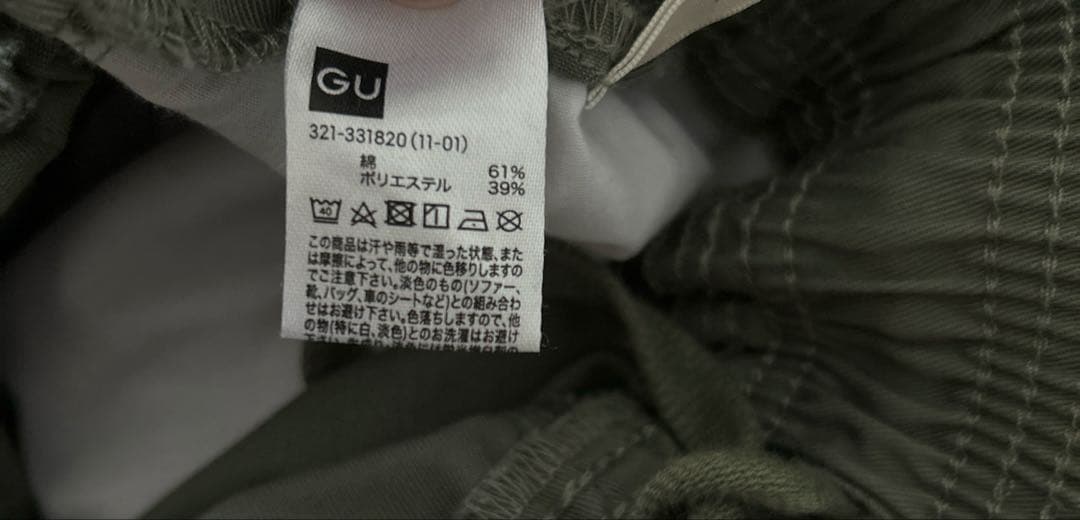 GU
321-331820(11-01)
綿 61%
ポリエステル 39%
40
この商品は汗や雨等で湿った状態、また
は摩擦によって、他の物に色移りしますの
でご注意下さい。淡色のもの(ソファー、
靴、バッグ、車のシートなど)との組み合わ
せはお避け下さい。色落ちしますので、他
の物(特に白、淡色)とのお洗濯はお避け